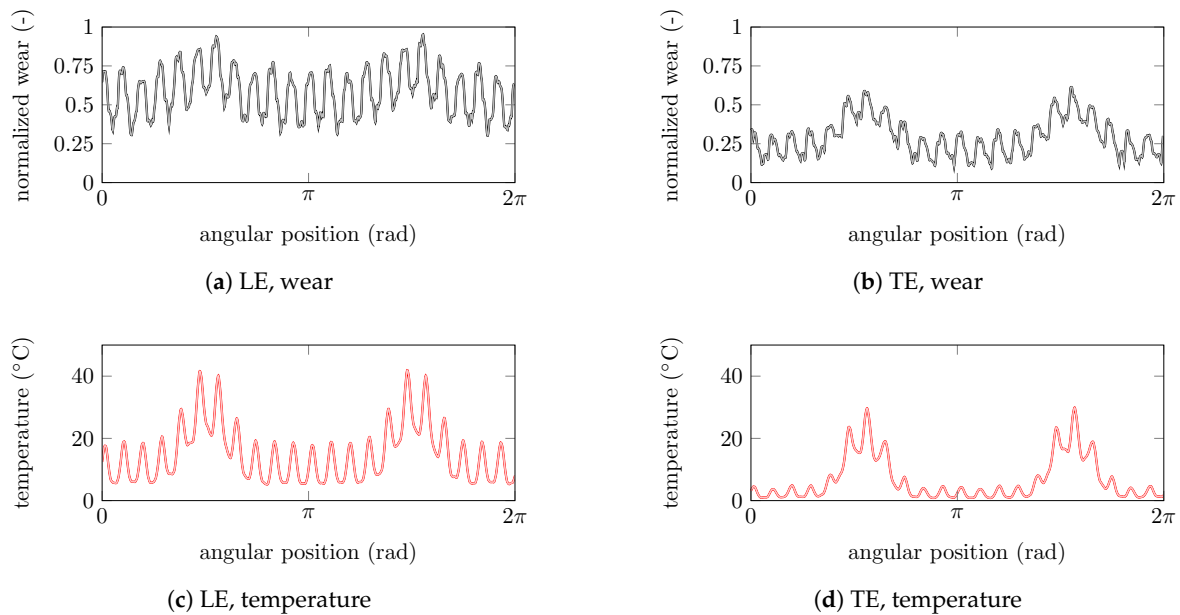 normalized wear (-)
1
0.75
0.5
0.25
0
0
π
2π
angular position (rad)
(a) LE, wear
normalized wear (-)
1
0.75
0.5
0.25
0
0
π
2π
angular position (rad)
(b) TE, wear
temperature (°C)
40
20
0
0
π
2π
angular position (rad)
(c) LE, temperature
temperature (°C)
40
20
0
0
π
2π
angular position (rad)
(d) TE, temperature